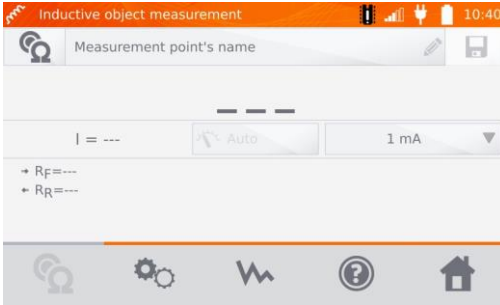 Inductive object measurement 10:40
Measurement point's name
---
I = --- Auto 1 mA
→ RF=---
← RR=---